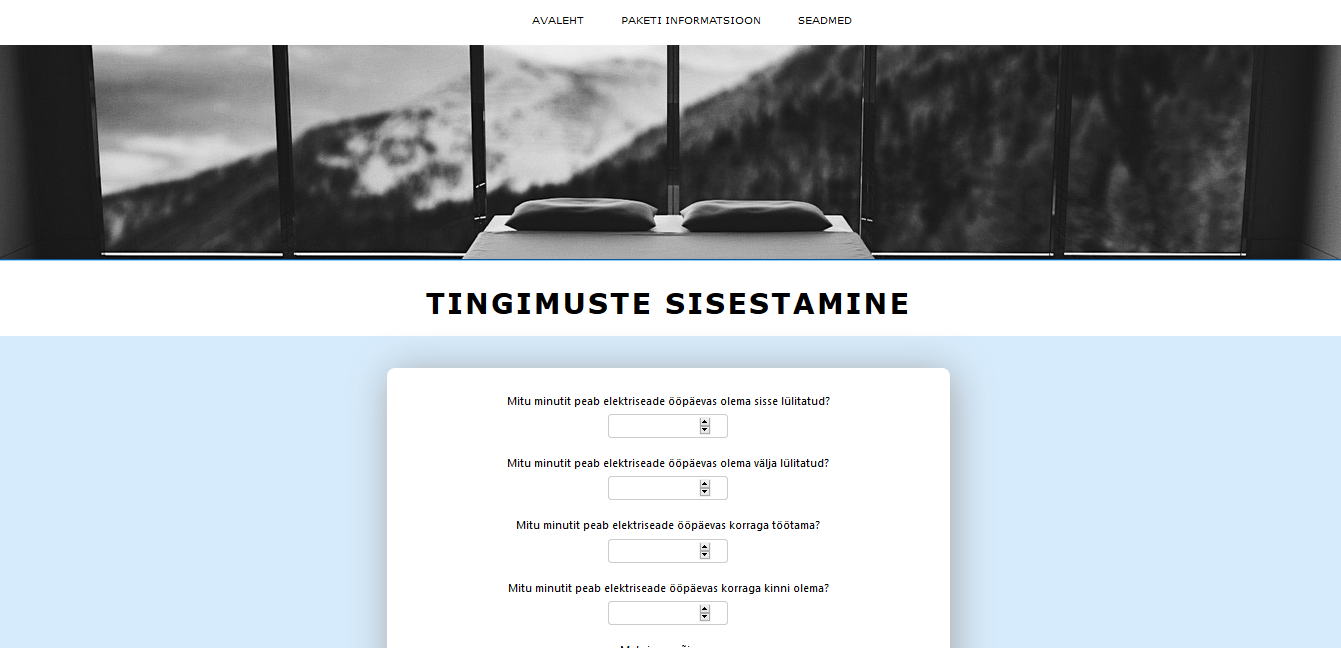 AVALEHT PAKETI INFORMATSIOON SEADMED
TINGIMUSTE SISESTAMINE
Mitu minutit peab elektriseade ööpäevas olema sisse lülitatud?
Mitu minutit peab elektriseade ööpäevas olema välja lülitatud?
Mitu minutit peab elektriseade ööpäevas korraga töötama?
Mitu minutit peab elektriseade ööpäevas korraga kinni olema?